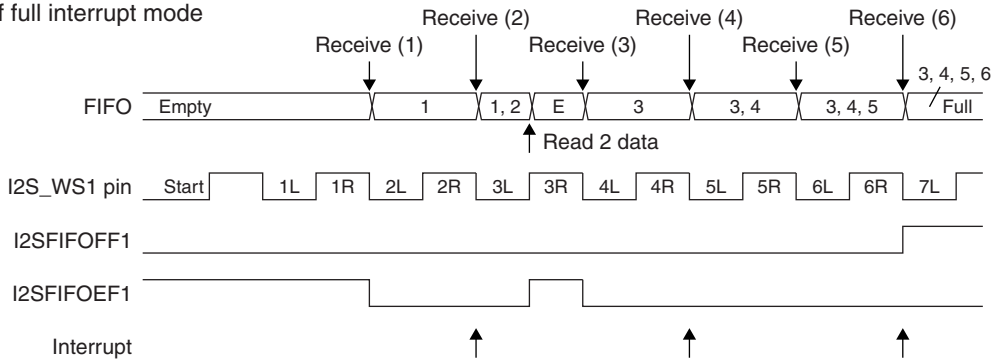 f full interrupt mode
Receive (2) Receive (4) Receive (6)
Receive (1) Receive (3) Receive (5)
3, 4, 5, 6
FIFO Empty 1 1, 2 E 3 3, 4 3, 4, 5 Full
Read 2 data
I2S_WS1 pin Start 1L 1R 2L 2R 3L 3R 4L 4R 5L 5R 6L 6R 7L
I2SFIFOFF1
I2SFIFOEF1
Interrupt